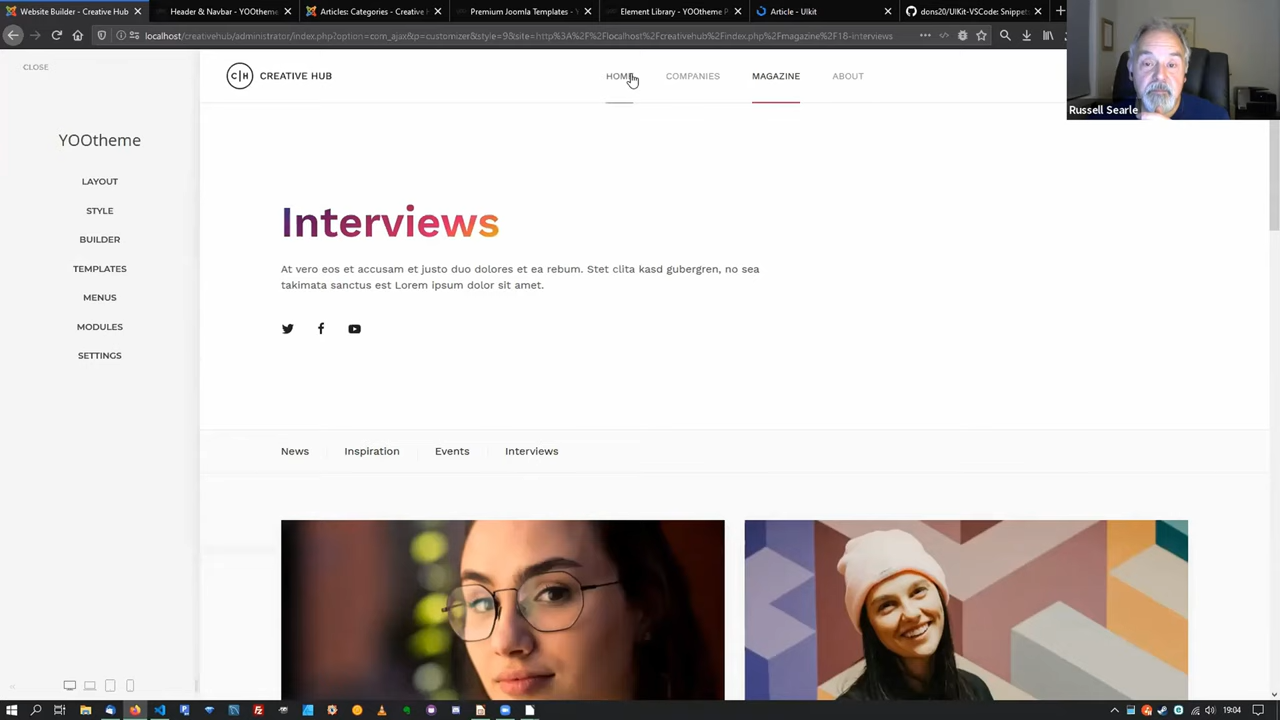 Website Builder - Creative Hub
Header & Navbar - YOOtheme
Articles: Categories - Creative
Premium Joomla Templates - Y
Element Library - YOOtheme P
Article - UIkit
dons20/UIKit-VSCode: Snippet
localhost/creativehub/administrator/index.php?option=com_ajax&p=customizer&style=9&site=http%3A%2F%2Flocalhost%2Fcreativehub%2Findex.php%2Fmagazine%2F18-interviews
CLOSE
CREATIVE HUB
C|H
HOME
COMPANIES
MAGAZINE
ABOUT
Russell Searle
YOOtheme
LAYOUT
STYLE
BUILDER
TEMPLATES
MENUS
MODULES
SETTINGS
Interviews
At vero eos et accusam et justo duo dolores et ea rebum. Stet clita kasd gubergren, no sea
takimata sanctus est Lorem ipsum dolor sit amet.
News
Inspiration
Events
Interviews
19:04